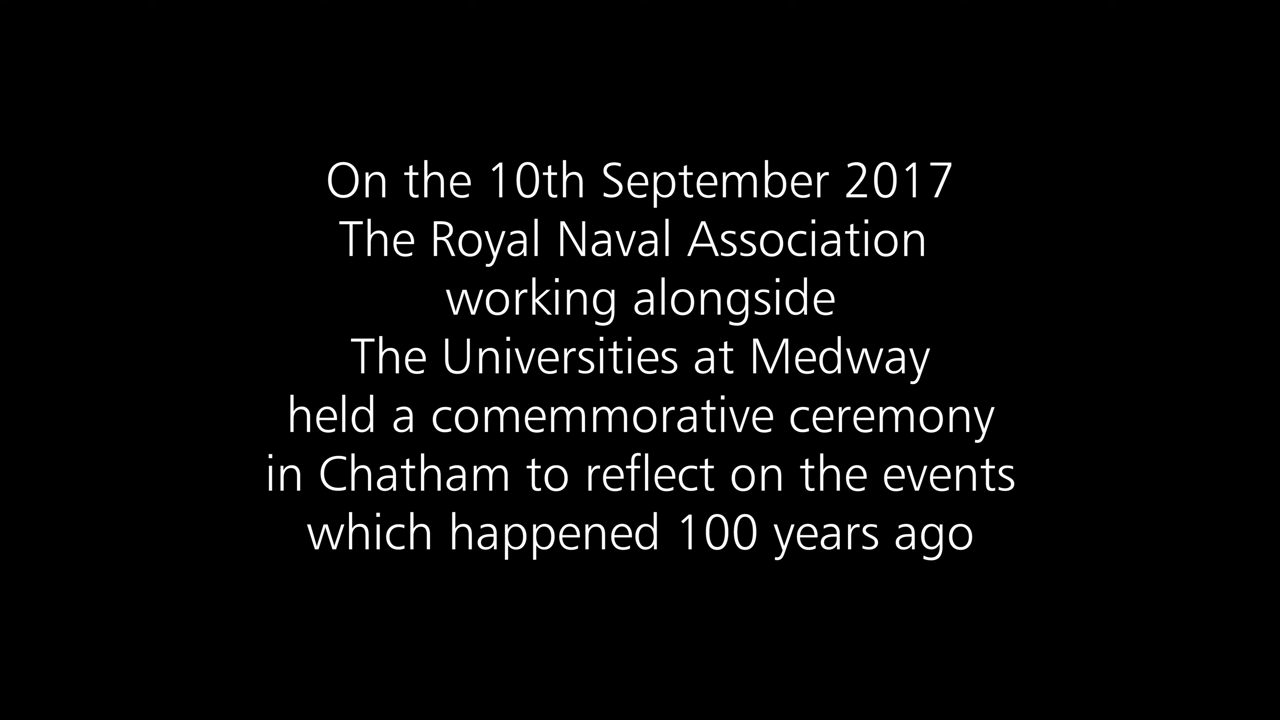 On the 10th September 2017
The Royal Naval Association
working alongside
The Universities at Medway
held a comemmorative ceremony
in Chatham to reflect on the events
which happened 100 years ago